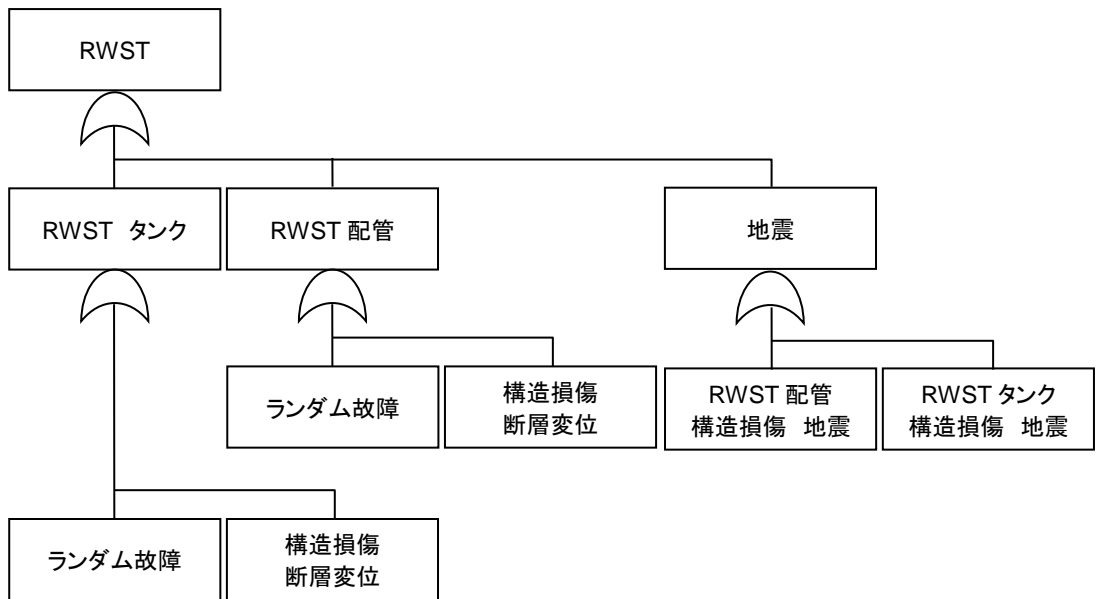 RWST
RWST タンク
RWST 配管
地震
ランダム故障
構造損傷
断層変位
RWST 配管
構造損傷 地震
RWST タンク
構造損傷 地震
ランダム故障
構造損傷
断層変位